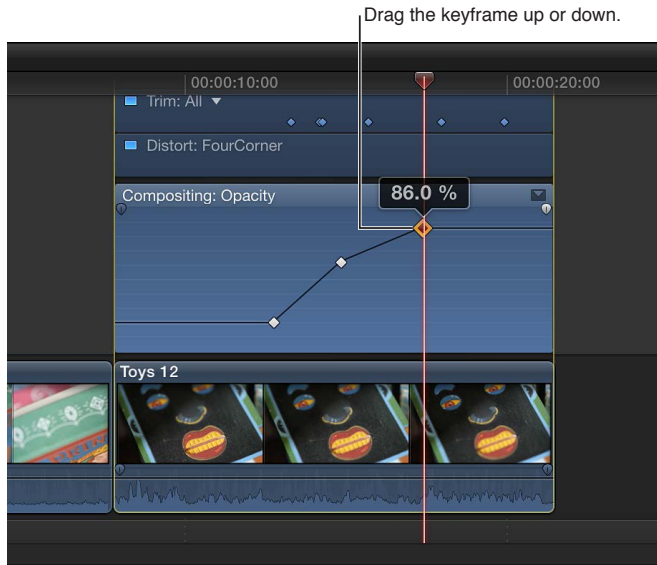 Drag the keyframe up or down.
00:00:10:00
00:00:20:00
Trim: All
Distort: FourCorner
Compositing: Opacity
86.0 %
Toys 12